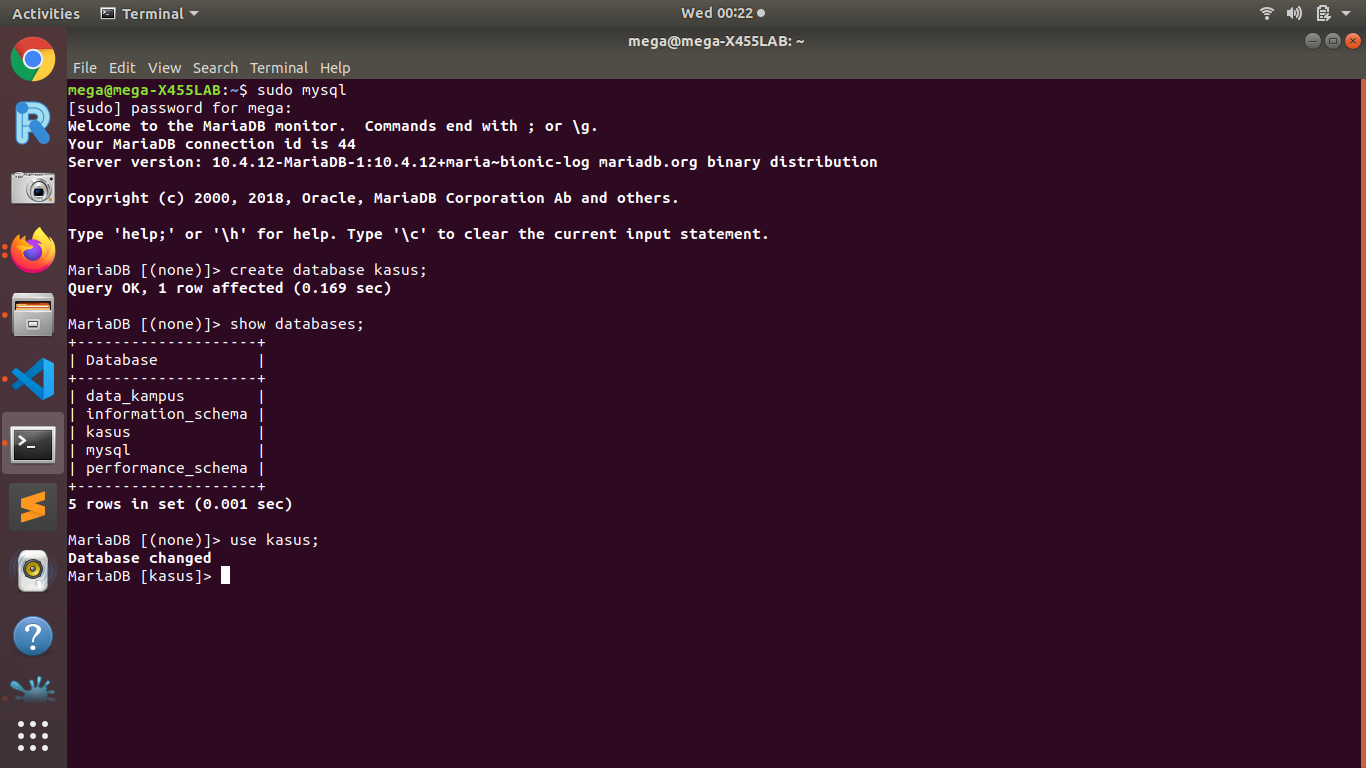 Activities Terminal Wed 00:22
mega@mega-X455LAB: ~
File Edit View Search Terminal Help
mega@mega-X455LAB:~$ sudo mysql
[sudo] password for mega:
Welcome to the MariaDB monitor.  Commands end with ; or \g.
Your MariaDB connection id is 44
Server version: 10.4.12-MariaDB-1:10.4.12+maria~bionic-log mariadb.org binary distribution

Copyright (c) 2000, 2018, Oracle, MariaDB Corporation Ab and others.

Type 'help;' or '\h' for help. Type '\c' to clear the current input statement.

MariaDB [(none)]> create database kasus;
Query OK, 1 row affected (0.169 sec)

MariaDB [(none)]> show databases;
+--------------------+
| Database           |
+--------------------+
| data_kampus        |
| information_schema |
| kasus              |
| mysql              |
| performance_schema |
+--------------------+
5 rows in set (0.001 sec)

MariaDB [(none)]> use kasus;
Database changed
MariaDB [kasus]>